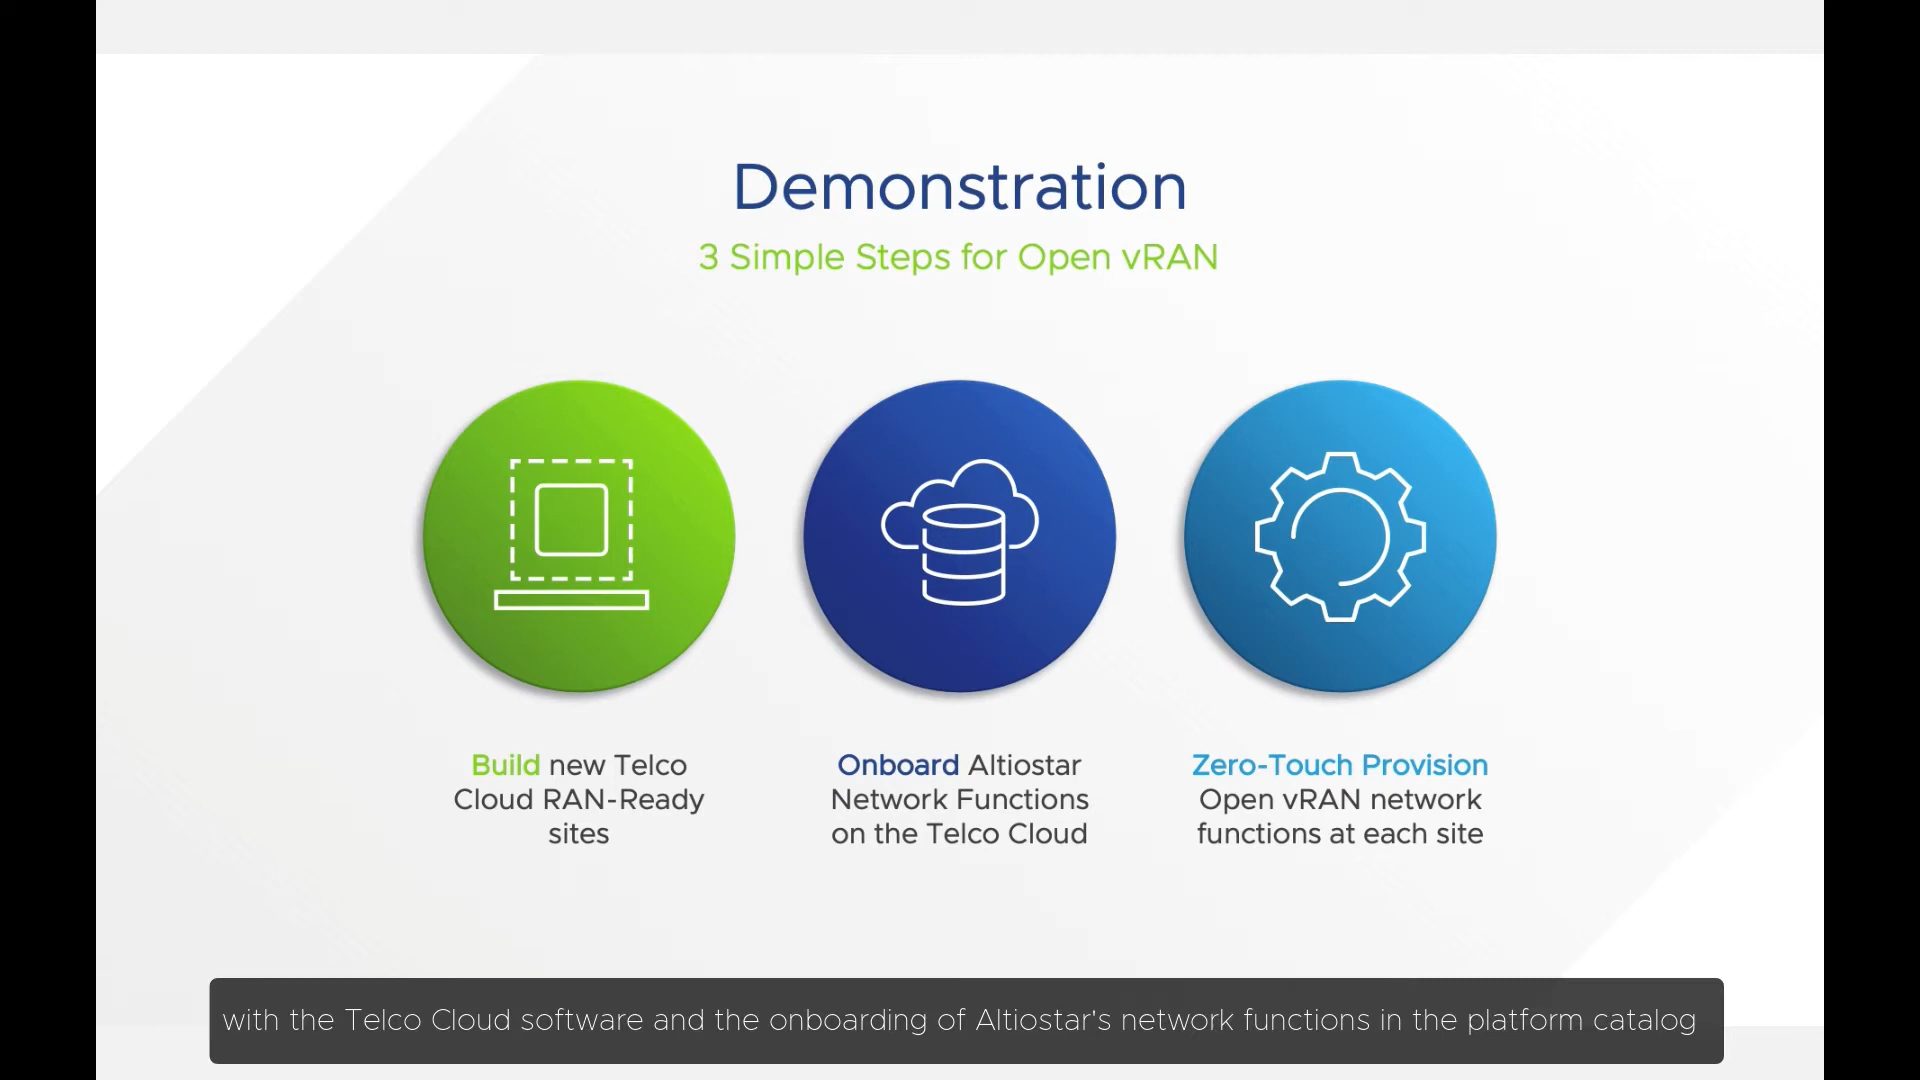 Demonstration
3 Simple Steps for Open vRAN
Build new Telco
Cloud RAN-Ready
sites
Onboard Altiostar
Network Functions
on the Telco Cloud
Zero-Touch Provision
Open vRAN network
functions at each site
with the Telco Cloud software and the onboarding of Altiostar's network functions in the platform catalog